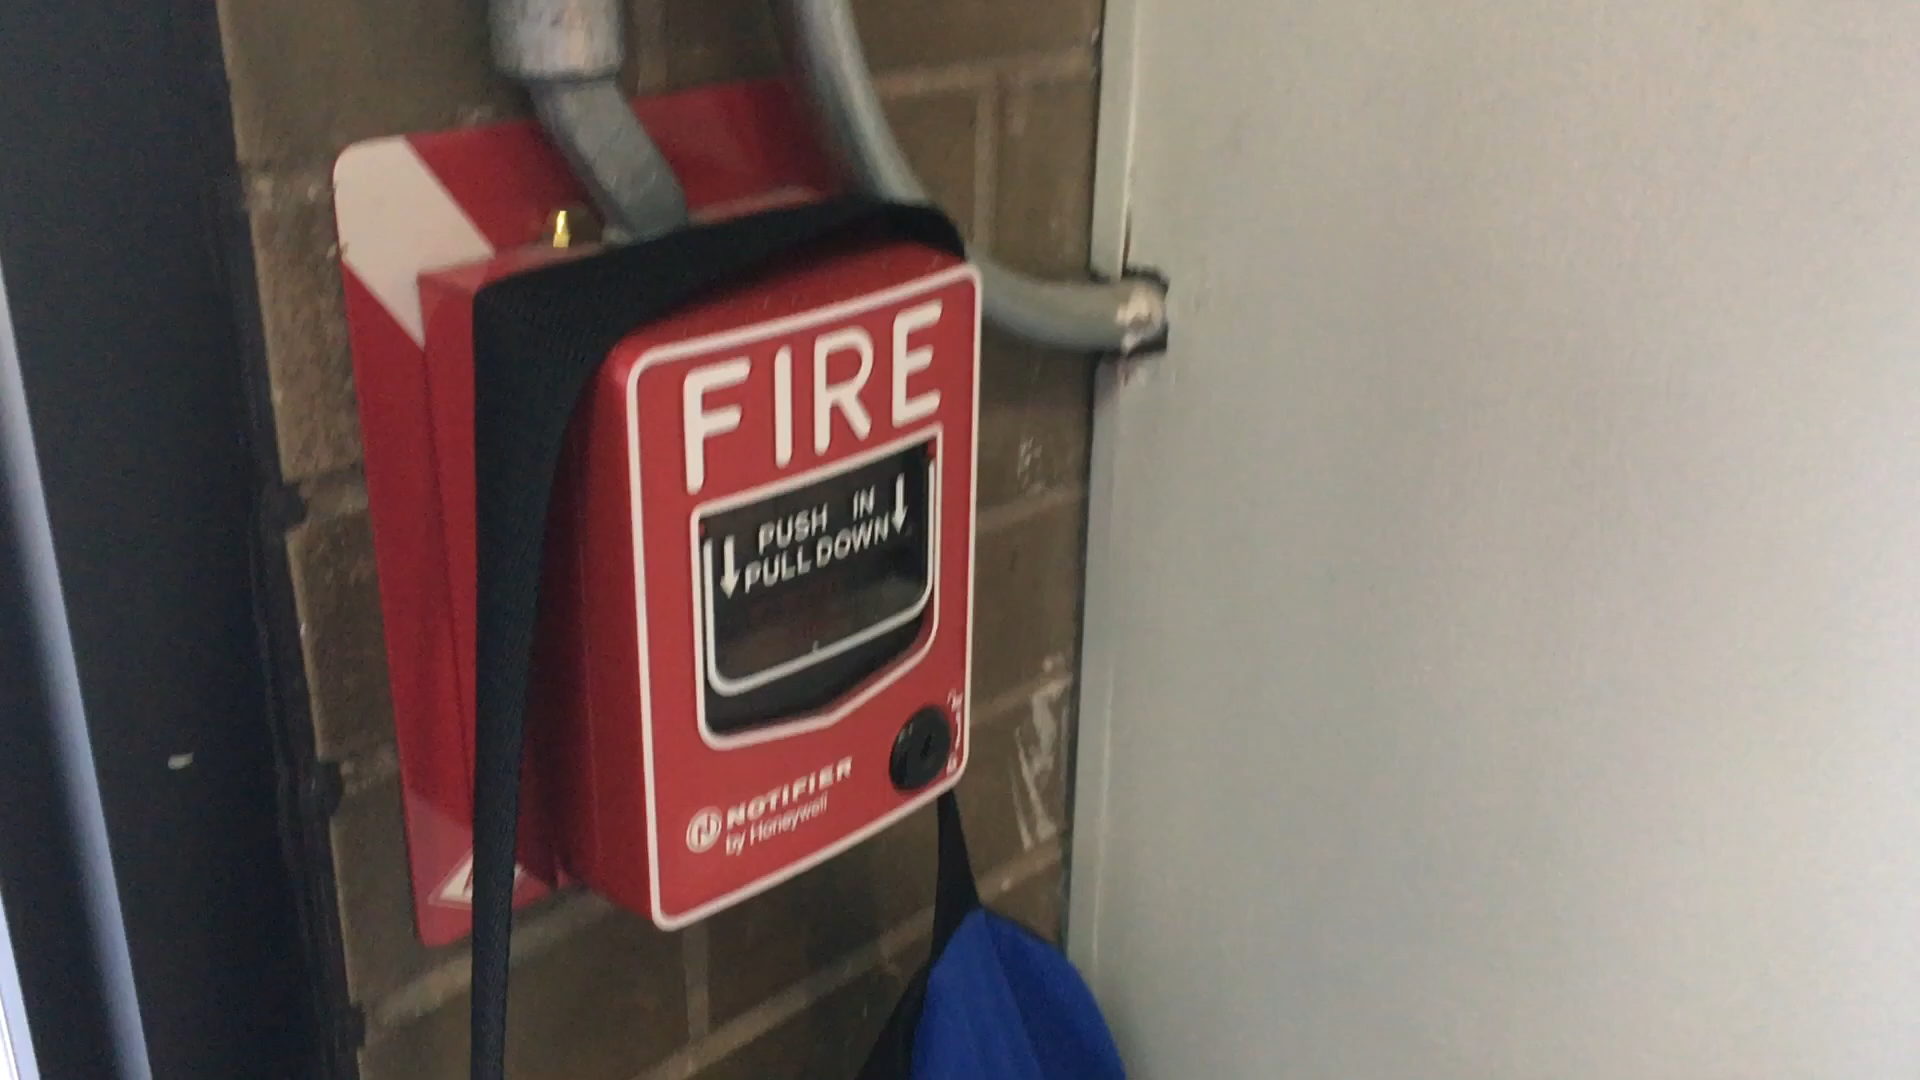 FIRE
PUSH IN
PULL DOWN
NOTIFIER
by Honeywell